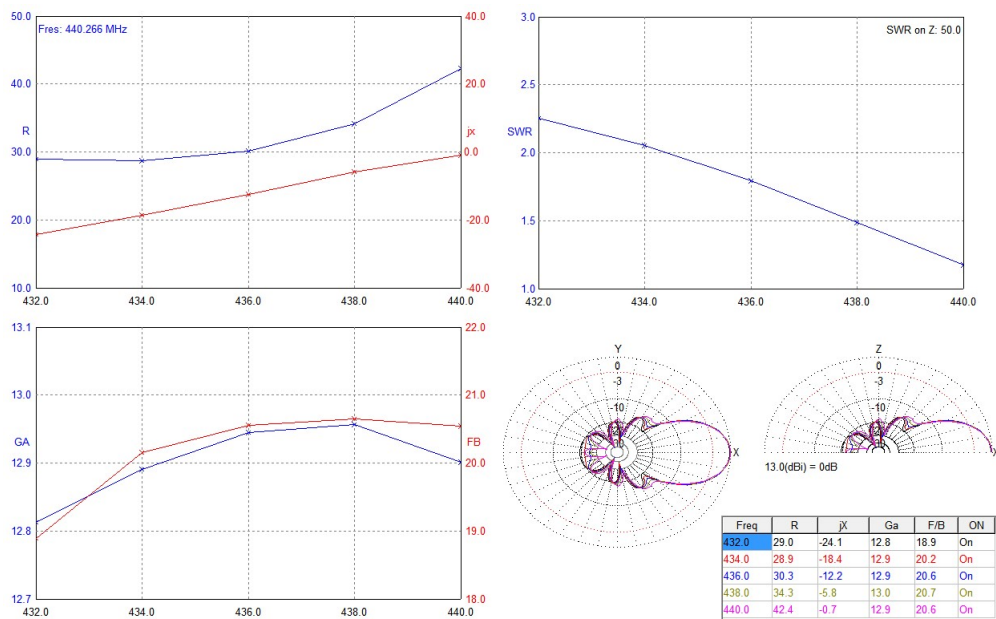 50.0
40.0
Fres: 440.266 MHz
40.0
20.0
R
jx
30.0
0.0
20.0
-20.0
10.0
-40.0
432.0 434.0 436.0 438.0 440.0
3.0
SWR on Z: 50.0
2.5
SWR
2.0
1.5
1.0
432.0 434.0 436.0 438.0 440.0
13.1
22.0
13.0
21.0
GA
FB
12.9
20.0
12.8
19.0
12.7
18.0
432.0 434.0 436.0 438.0 440.0
Y
0
-3
-10
X
Z
0
-3
-10
X
13.0(dBi) = 0dB
Freq R jX Ga F/B ON
432.0 29.0 -24.1 12.8 18.9 On
434.0 28.9 -18.4 12.9 20.2 On
436.0 30.3 -12.2 12.9 20.6 On
438.0 34.3 -5.8 13.0 20.7 On
440.0 42.4 -0.7 12.9 20.6 On